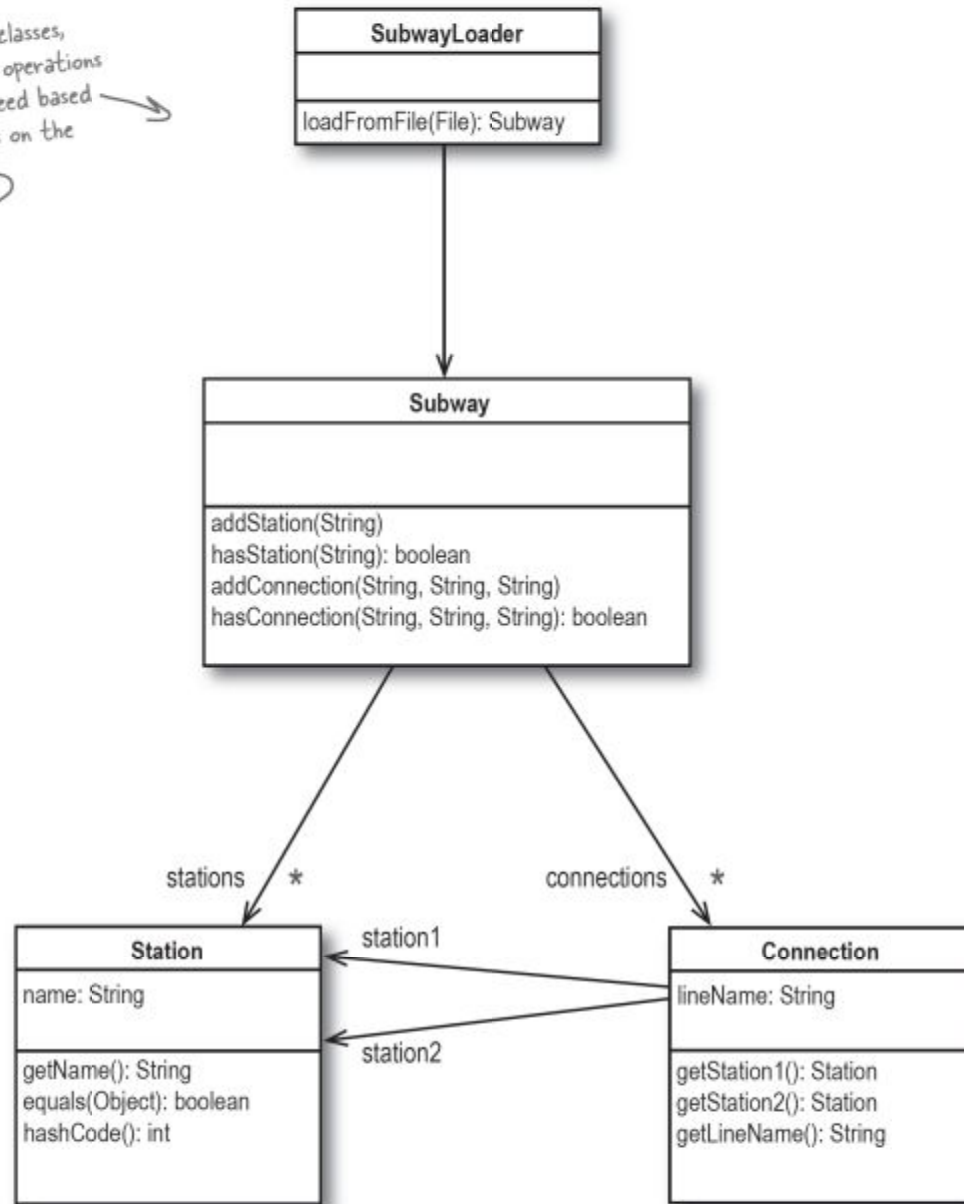 classes,
operations
eed based
on the
SubwayLoader
loadFromFile(File): Subway
Subway
addStation(String)
hasStation(String): boolean
addConnection(String, String, String)
hasConnection(String, String, String): boolean
stations *
connections *
Station
name: String
getName(): String
equals(Object): boolean
hashCode(): int
station1
station2
Connection
lineName: String
getStation1(): Station
getStation2(): Station
getLineName(): String